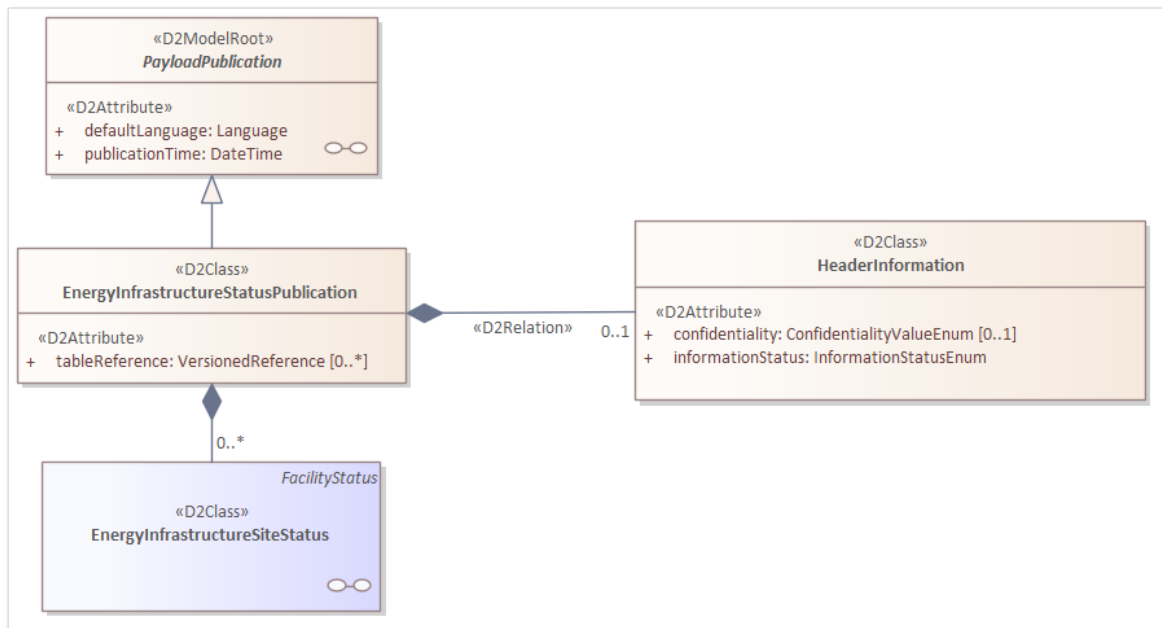 «D2ModelRoot»
PayloadPublication
«D2Attribute»
+ defaultLanguage: Language
+ publicationTime: DateTime
«D2Class»
EnergyInfrastructureStatusPublication
«D2Attribute»
+ tableReference: VersionedReference [0..*]
«D2Relation»
0..1
«D2Class»
HeaderInformation
«D2Attribute»
+ confidentiality: ConfidentialityValueEnum [0..1]
+ informationStatus: InformationStatusEnum
0..*
FacilityStatus
«D2Class»
EnergyInfrastructureSiteStatus